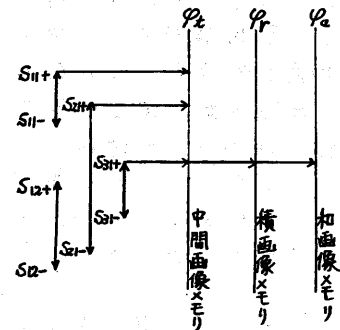 φt φr φa
S11+
S21+
S11-
S31+
S12+
S31-
S21-
S12-
中間画像メモリ
積画像メモリ
和画像メモリ